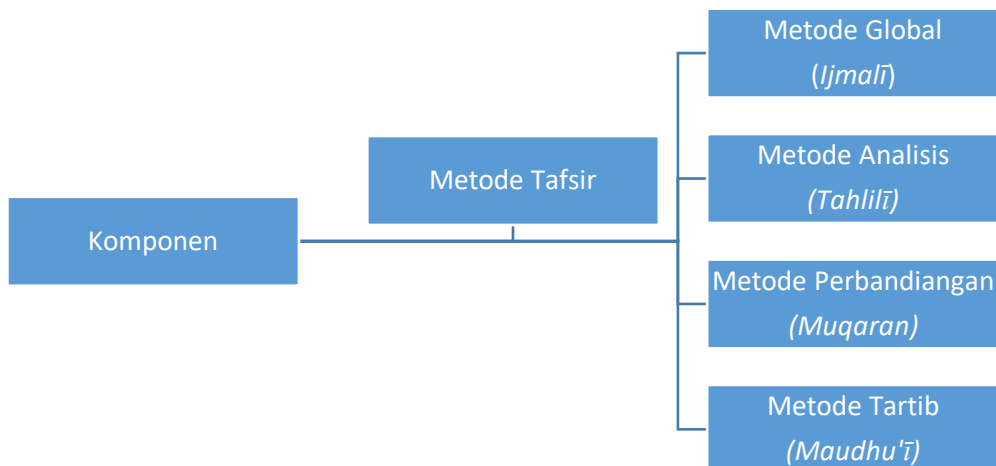 Komponen
Metode Tafsir
Metode Global
(Ijmalī)
Metode Analisis
(Tahlilī)
Metode Perbandiangan
(Muqaran)
Metode Tartib
(Maudhu'ī)